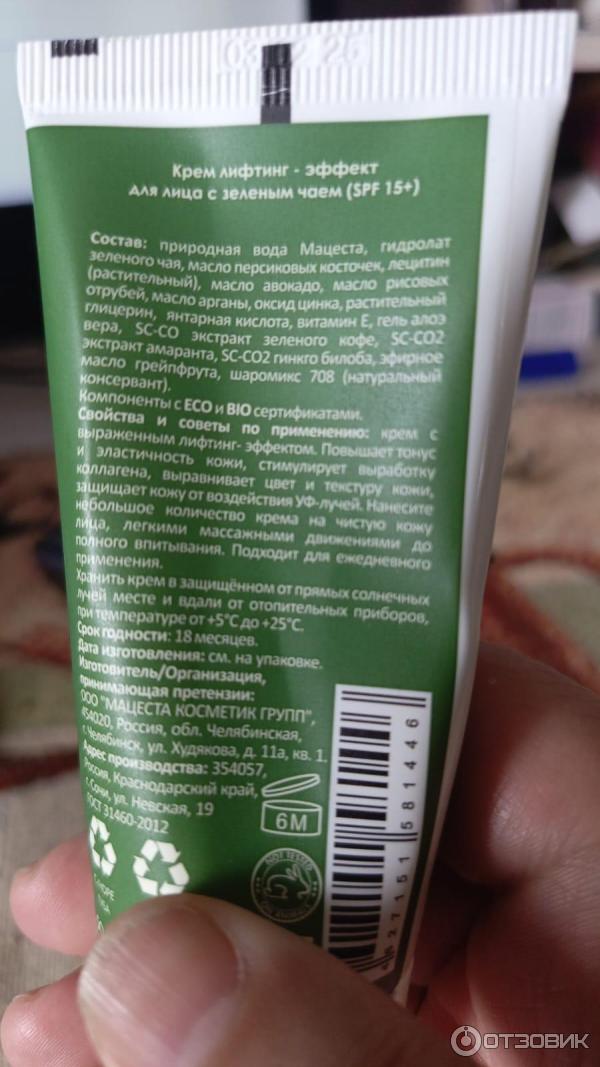 Крем лифтинг - эффект
для лица с зеленым чаем (SPF 15+)
Состав: природная вода Мацеста, гидролат
зеленого чая, масло персиковых косточек, лецитин
(растительный), масло авокадо, масло рисовых
отрубей, масло арганы, оксид цинка, растительный
глицерин, янтарная кислота, витамин Е, гель алоэ
вера, SC-CO экстракт зеленого кофе, SC-CO2
экстракт амаранта, SC-CO2 гинкго билоба, эфирное
масло грейпфрута, шаромикс 708 (натуральный
консервант).
Компоненты с ECO и BIO сертификатами.
Свойства и советы по применению: крем с
выраженным лифтинг- эффектом. Повышает тонус
и эластичность кожи, стимулирует выработку
коллагена, выравнивает цвет и текстуру кожи,
защищает кожу от воздействия УФ-лучей. Нанесите
небольшое количество крема на чистую кожу
лица, легкими массажными движениями до
полного впитывания. Подходит для ежедневного
применения.
Хранить крем в защищённом от прямых солнечных
лучей месте и вдали от отопительных приборов,
при температуре от +5°С до +25°С.
Срок годности: 18 месяцев.
Дата изготовления: см. на упаковке.
Изготовитель/Организация,
принимающая претензии:
ООО "МАЦЕСТА КОСМЕТИК ГРУПП",
454020, Россия, обл. Челябинская,
г. Челябинск, ул. Худякова, д. 11а, кв. 1.
Адрес производства: 354057,
Россия, Краснодарский край,
г. Сочи, ул. Невская, 19
ГОСТ 31460-2012
6М
NOT TESTED
627151581446
ОТЗОВИК